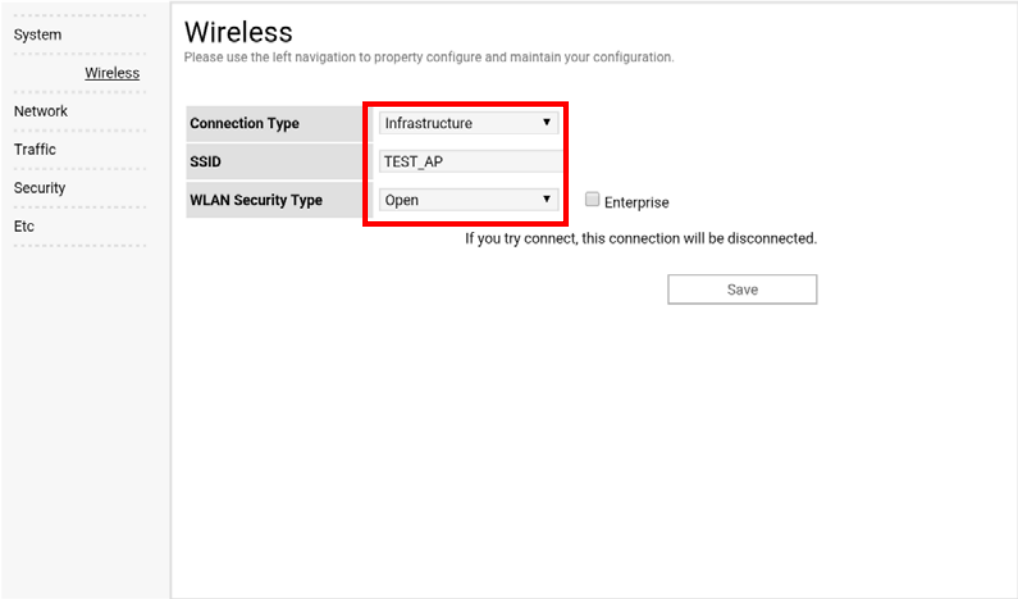 System
Wireless
Network
Traffic
Security
Etc
Wireless
Please use the left navigation to property configure and maintain your configuration.
Connection Type Infrastructure
SSID TEST_AP
WLAN Security Type Open Enterprise
If you try connect, this connection will be disconnected.
Save